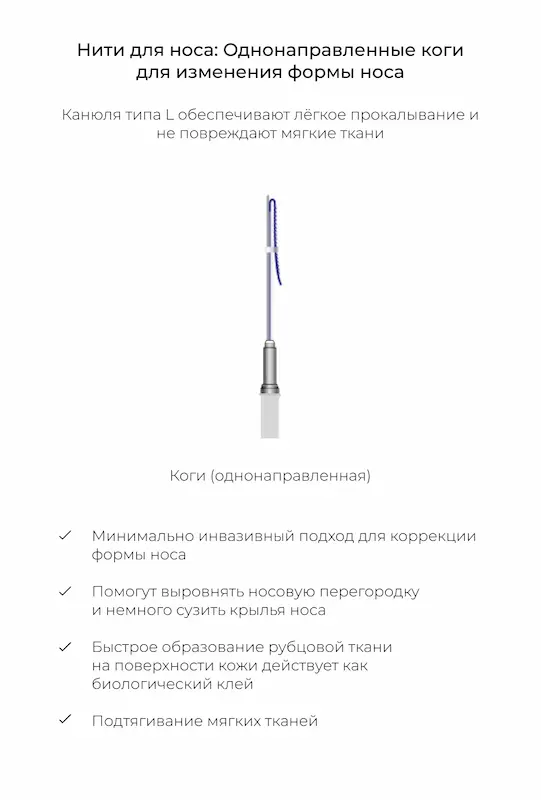 Нити для носа: Однонаправленные коги
для изменения формы носа
Канюля типа L обеспечивают лёгкое прокалывание и
не повреждают мягкие ткани
Коги (однонаправленная)
Минимально инвазивный подход для коррекции
формы носа
Помогут выровнять носовую перегородку
и немного сузить крылья носа
Быстрое образование рубцовой ткани
на поверхности кожи действует как
биологический клей
Подтягивание мягких тканей